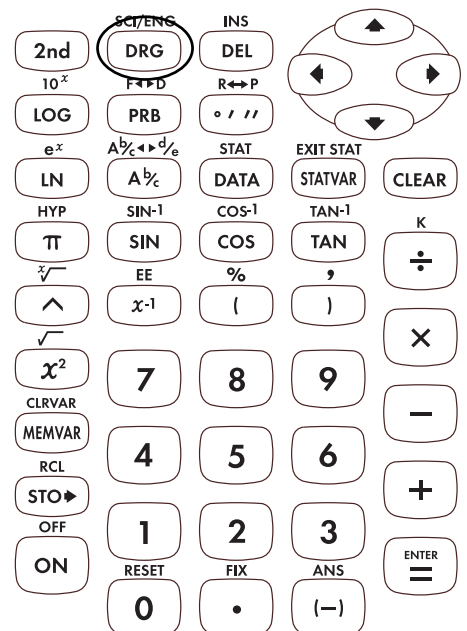 SCI/ENG INS
2nd DRG DEL
10ˣ F◂▸D R↔P
LOG PRB ° ′ ″
eˣ Ab⁄c◂▸d⁄e STAT EXIT STAT
LN Ab⁄c DATA STATVAR CLEAR
HYP SIN-1 COS-1 TAN-1 K
π SIN COS TAN ÷
ˣ√ EE % ,
^ x-1 ( ) ×
√
x² 7 8 9
CLRVAR −
MEMVAR 4 5 6
RCL
STO▸ +
OFF
ON 1 2 3 ENTER
RESET FIX ANS =
0 . (−)